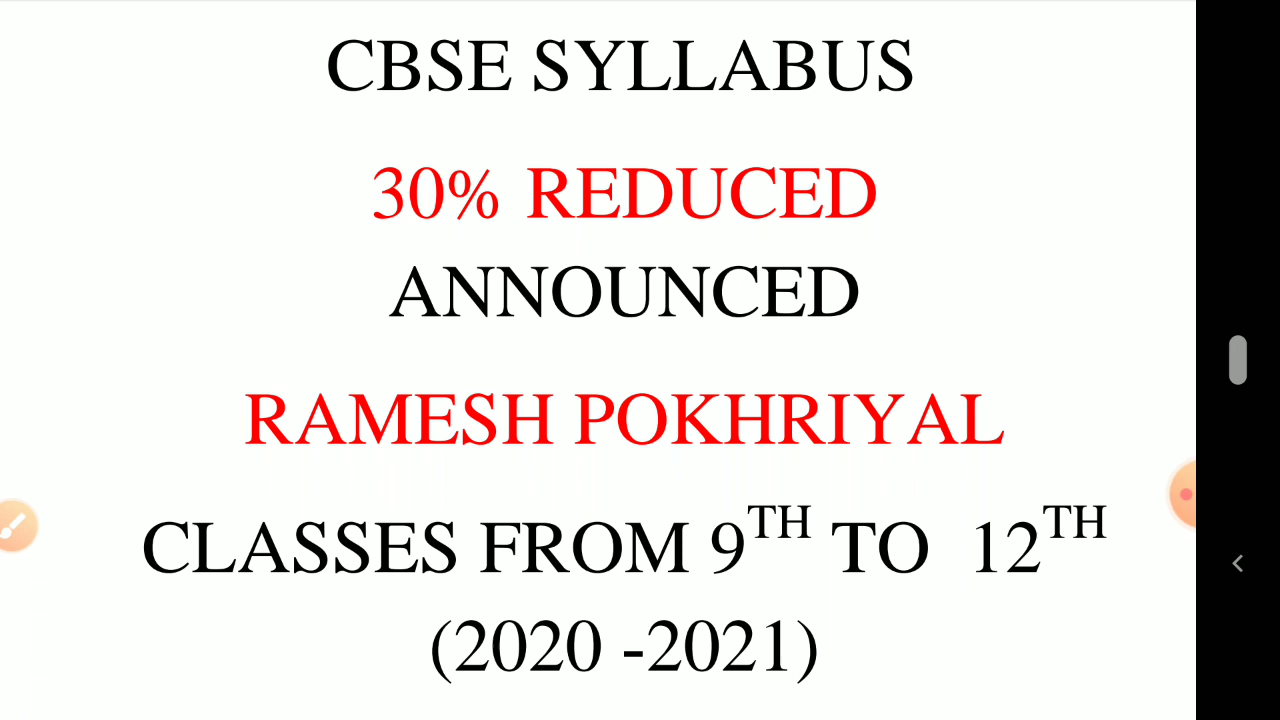 CBSE SYLLABUS
30% REDUCED
ANNOUNCED
RAMESH POKHRIYAL
CLASSES FROM 9TH TO 12TH
(2020 -2021)